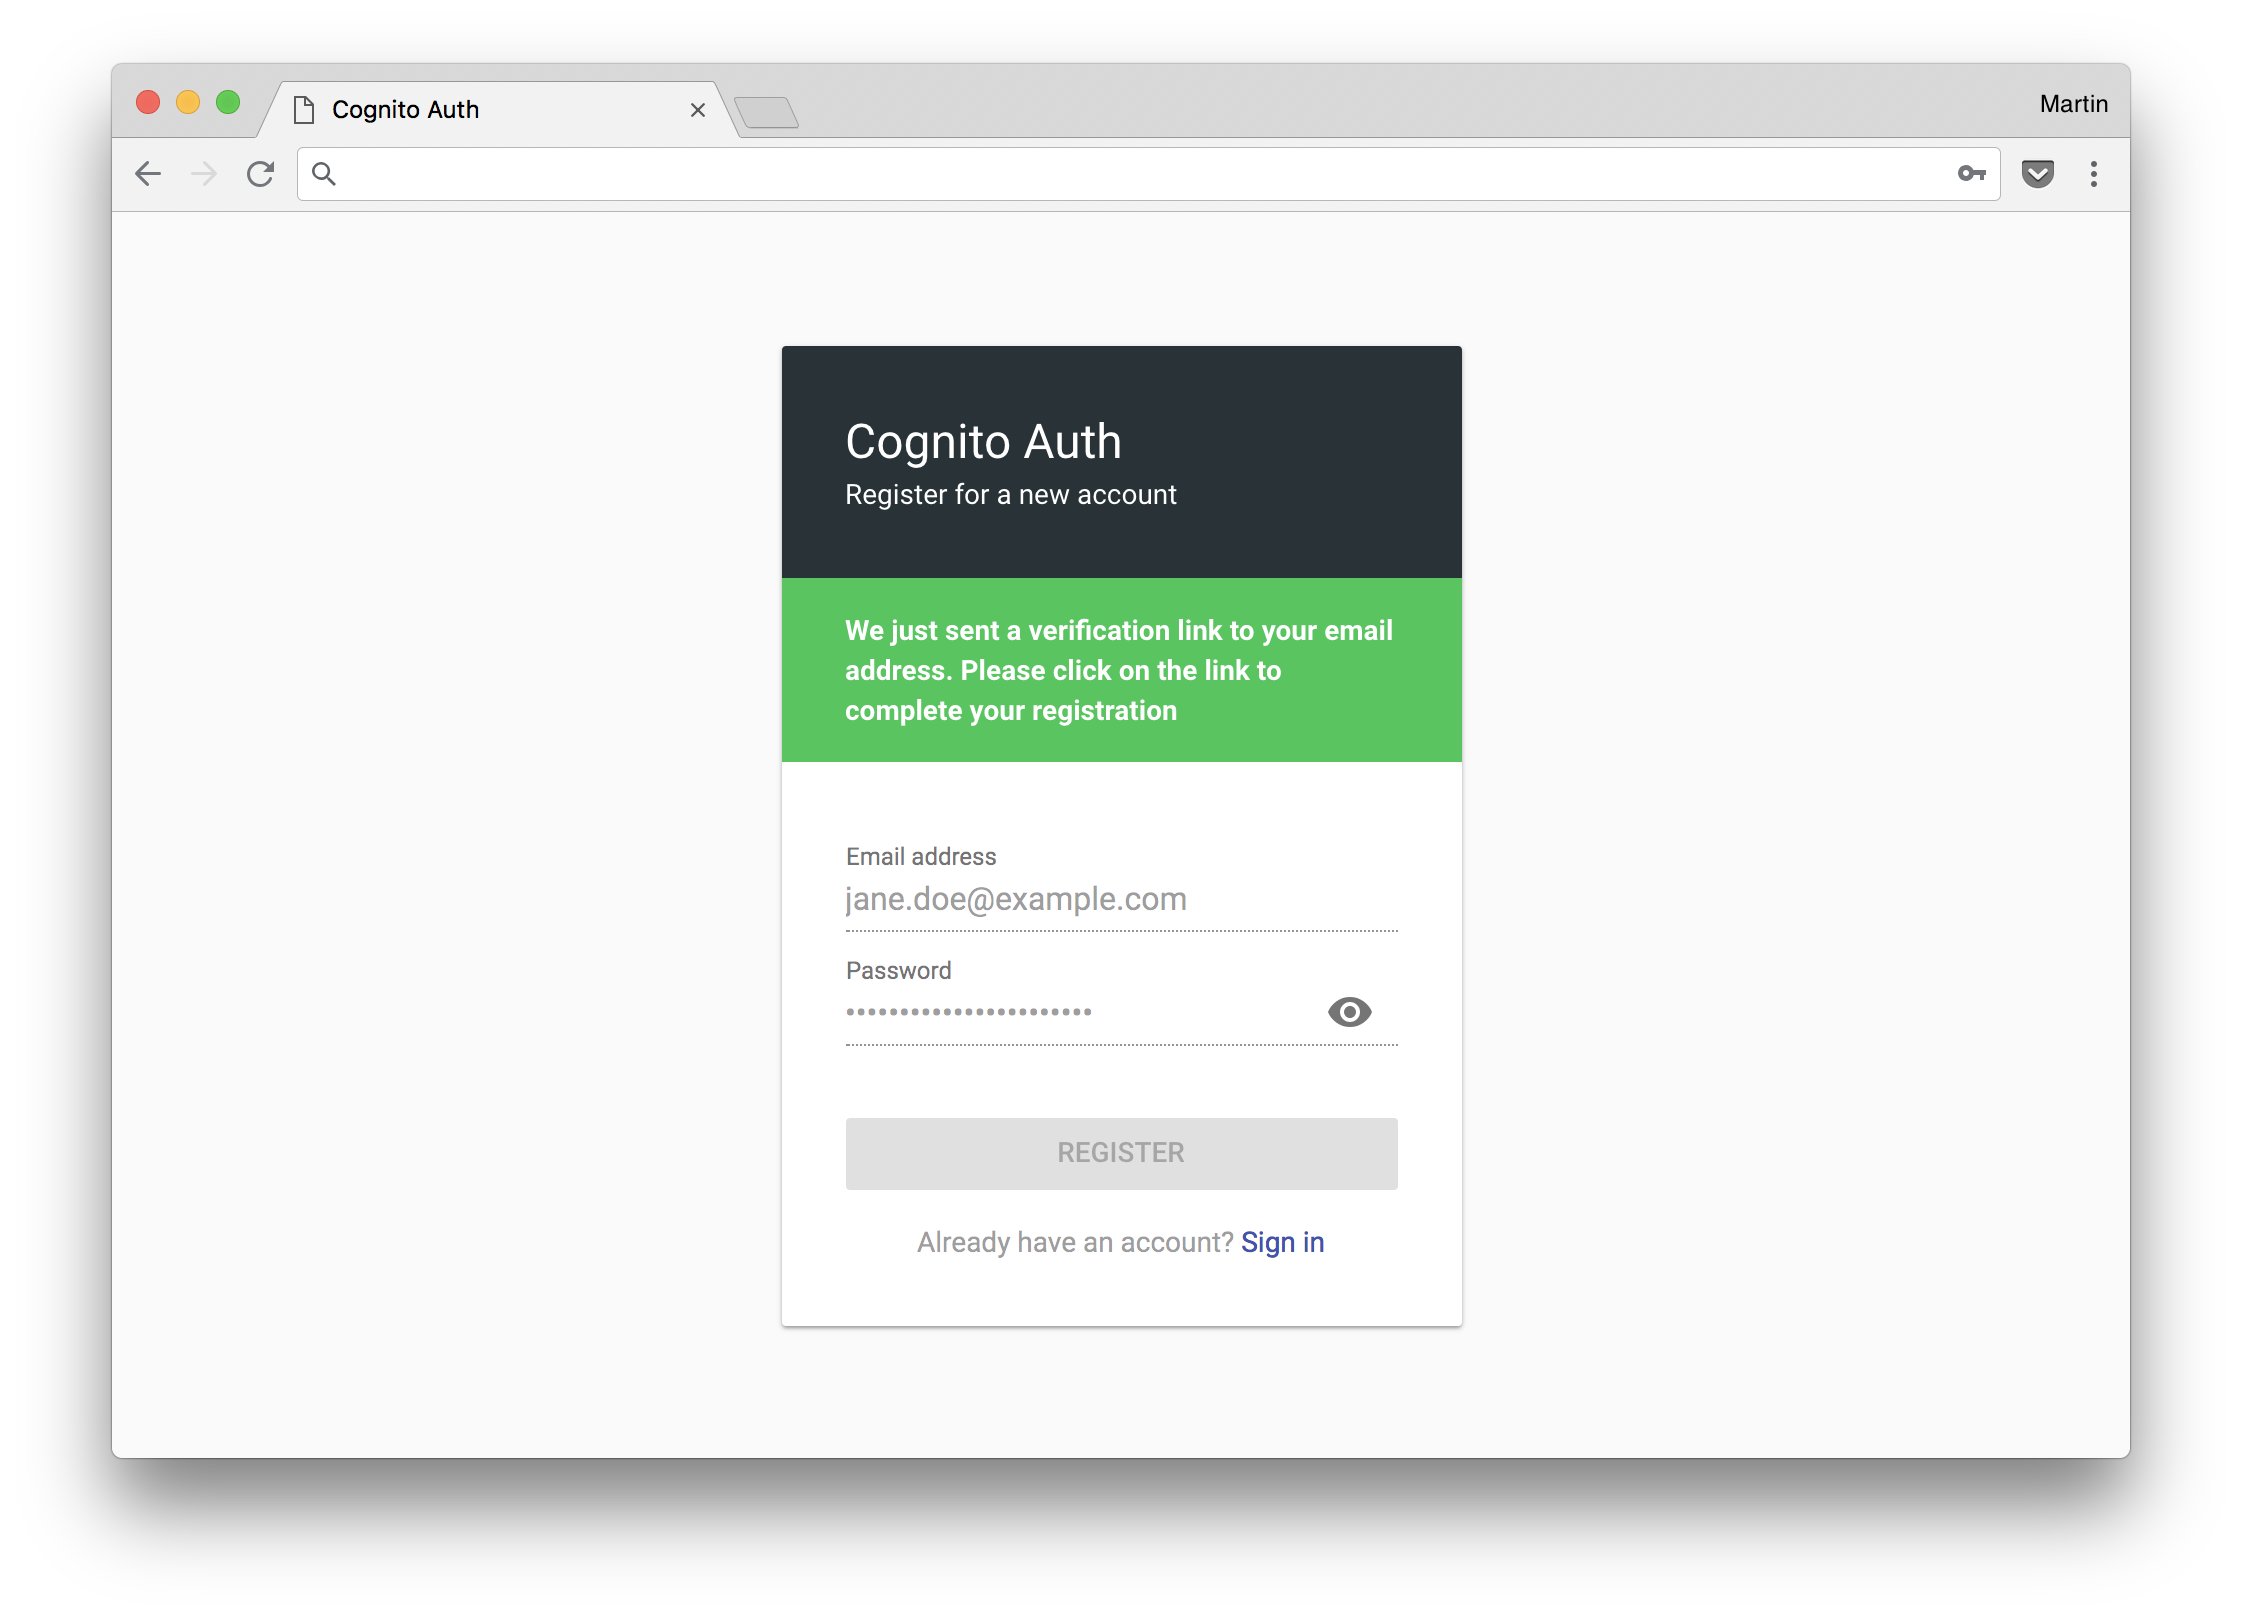 Cognito Auth
Martin
Cognito Auth
Register for a new account
We just sent a verification link to your email
address. Please click on the link to
complete your registration
Email address
jane.doe@example.com
Password
•••••••••••••••••••••••
REGISTER
Already have an account? Sign in